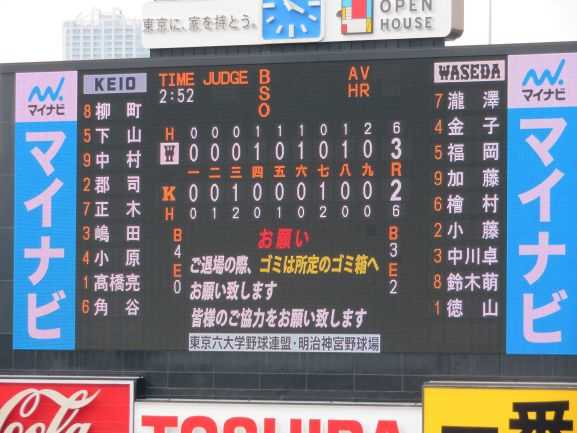 東京に、家を持とう。
OPEN
HOUSE
マイナビ
マイナビ
KEIO
8 柳町
5 下山
9 中村
2 郡司
7 正木
3 嶋田
4 小原
1 高橋亮
6 角谷
TIME JUDGE B AV
2:52 S HR
O
H 0 0 0 1 1 1 0 1 2 6
W 0 0 1 0 0 1 0 0 1 3
一 二 三 四 五 六 七 八 九 R
K 0 0 2 0 0 0 0 0 0 2
H 0 1 2 0 1 0 2 0 0 6
B 4 E 0
B 3 E 2
お願い
ご退場の際、ゴミは所定のゴミ箱へ
お願い致します
皆様のご協力をお願い致します
東京六大学野球連盟・明治神宮野球場
WASEDA
7 瀧澤
4 金子
5 福岡
9 加藤
6 檜村
2 小藤
3 中川卓
8 鈴木萌
1 徳山
マイナビ
マイナビ
Coca
TOSHIBA
一番